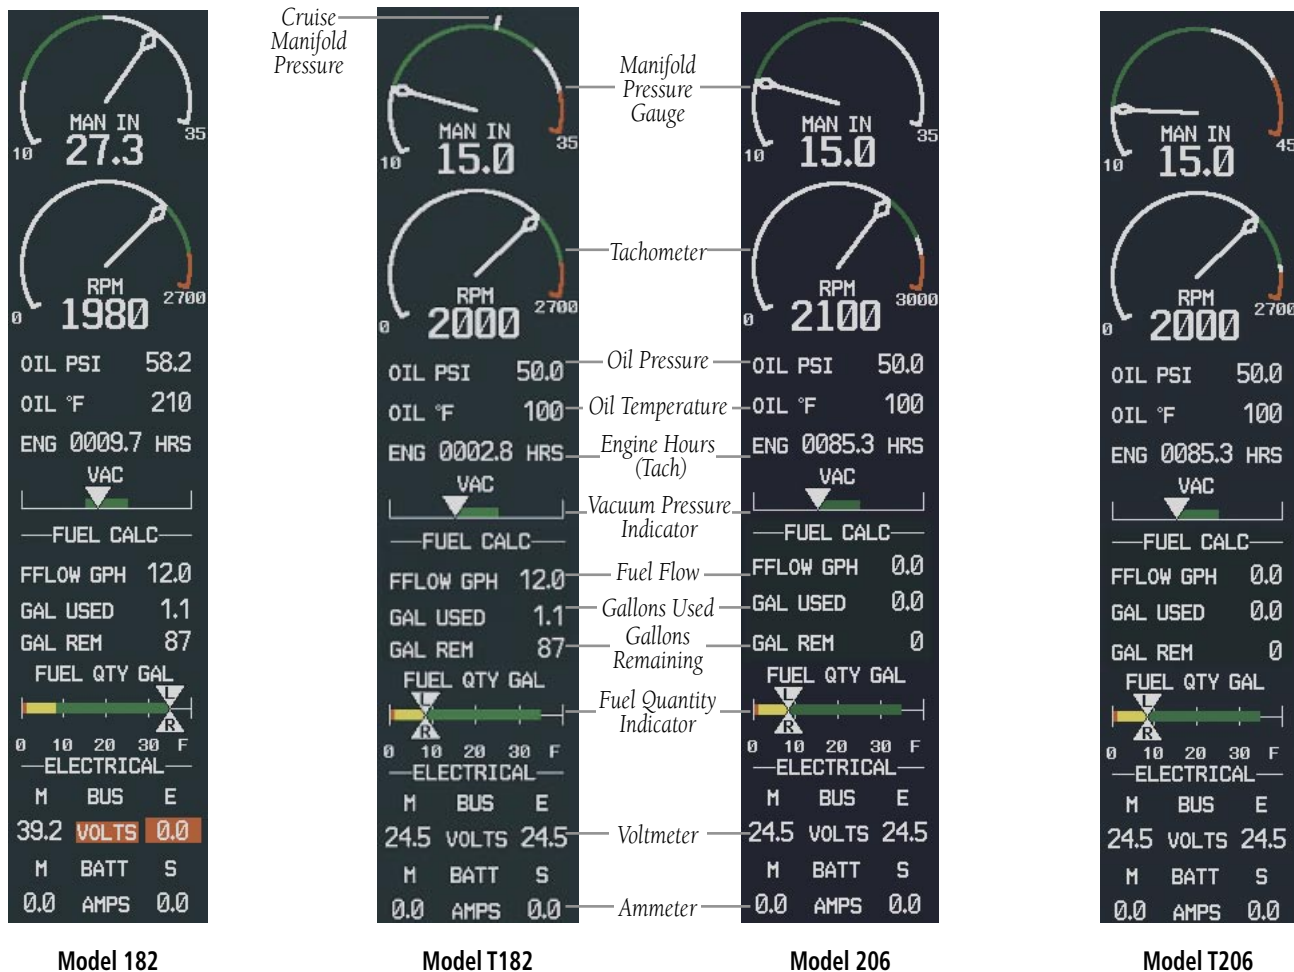 MAN IN
10
35
27.3
RPM
0
2700
1980
OIL PSI 58.2
OIL °F 210
ENG 0009.7 HRS
VAC
FUEL CALC
FFLOW GPH 12.0
GAL USED 1.1
GAL REM 87
FUEL QTY GAL
L
R
0 10 20 30 F
ELECTRICAL
M BUS E
39.2 VOLTS 0.0
M BATT S
0.0 AMPS 0.0
Model 182
Cruise
Manifold
Pressure
MAN IN
10
35
15.0
RPM
0
2700
2000
OIL PSI 50.0
OIL °F 100
ENG 0002.8 HRS
VAC
FUEL CALC
FFLOW GPH 12.0
GAL USED 1.1
GAL REM 87
FUEL QTY GAL
L
R
0 10 20 30 F
ELECTRICAL
M BUS E
24.5 VOLTS 24.5
M BATT S
0.0 AMPS 0.0
Model T182
Manifold
Pressure
Gauge
Tachometer
Oil Pressure
Oil Temperature
Engine Hours
(Tach)
Vacuum Pressure
Indicator
Fuel Flow
Gallons Used
Gallons
Remaining
Fuel Quantity
Indicator
Voltmeter
Ammeter
MAN IN
10
35
15.0
RPM
0
3000
2100
OIL PSI 50.0
OIL °F 100
ENG 0085.3 HRS
VAC
FUEL CALC
FFLOW GPH 0.0
GAL USED 0.0
GAL REM 0
FUEL QTY GAL
L
R
0 10 20 30 F
ELECTRICAL
M BUS E
24.5 VOLTS 24.5
M BATT S
0.0 AMPS 0.0
Model 206
MAN IN
10
45
15.0
RPM
0
2700
2000
OIL PSI 50.0
OIL °F 100
ENG 0085.3 HRS
VAC
FUEL CALC
FFLOW GPH 0.0
GAL USED 0.0
GAL REM 0
FUEL QTY GAL
L
R
0 10 20 30 F
ELECTRICAL
M BUS E
24.5 VOLTS 24.5
M BATT S
0.0 AMPS 0.0
Model T206